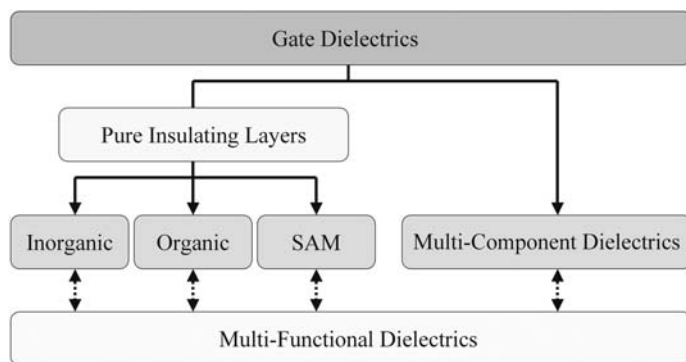 Gate Dielectrics
Pure Insulating Layers
Inorganic
Organic
SAM
Multi-Component Dielectrics
Multi-Functional Dielectrics